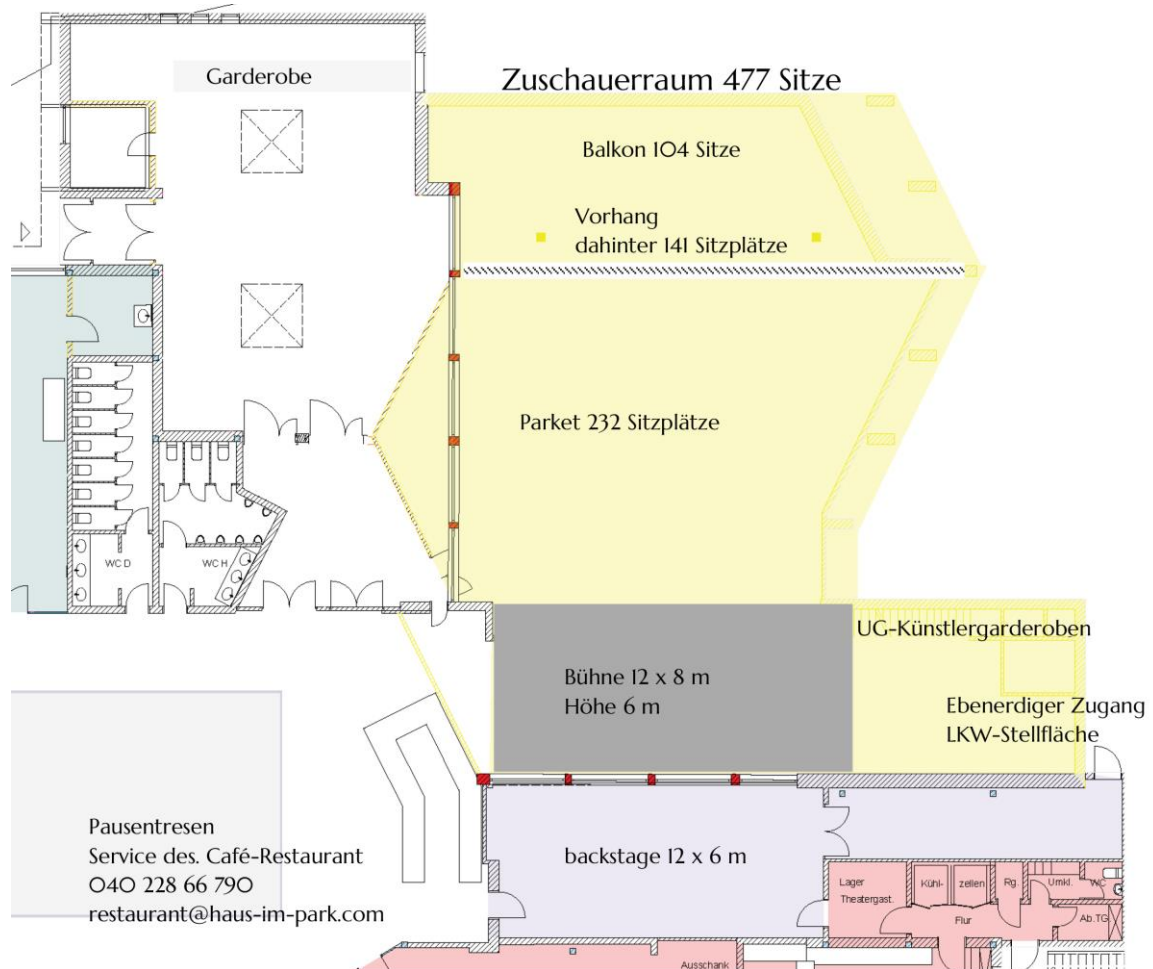 Garderobe
Zuschauerraum 477 Sitze
Balkon 104 Sitze
Vorhang
dahinter 141 Sitzplätze
Parket 232 Sitzplätze
WC D
WC H
UG-Künstlergarderoben
Bühne 12 x 8 m
Höhe 6 m
Ebenerdiger Zugang
LKW-Stellfläche
Pausentresen
Service des. Café-Restaurant
040 228 66 790
restaurant@haus-im-park.com
backstage 12 x 6 m
Lager
Theatergast.
Kühl-
zellen
Rg.
Umkl.
WC
Flur
Ab.TG
Ausschank